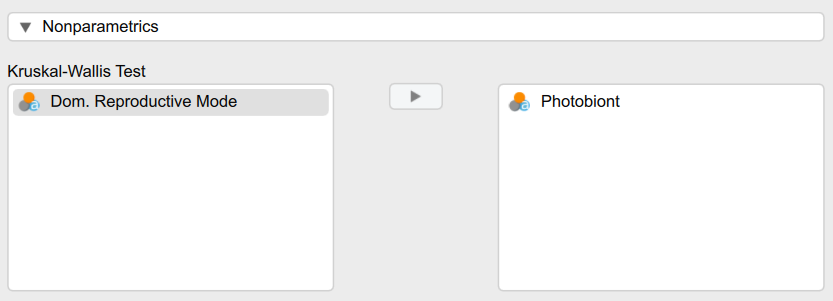 Nonparametrics
Kruskal-Wallis Test
Dom. Reproductive Mode
Photobiont